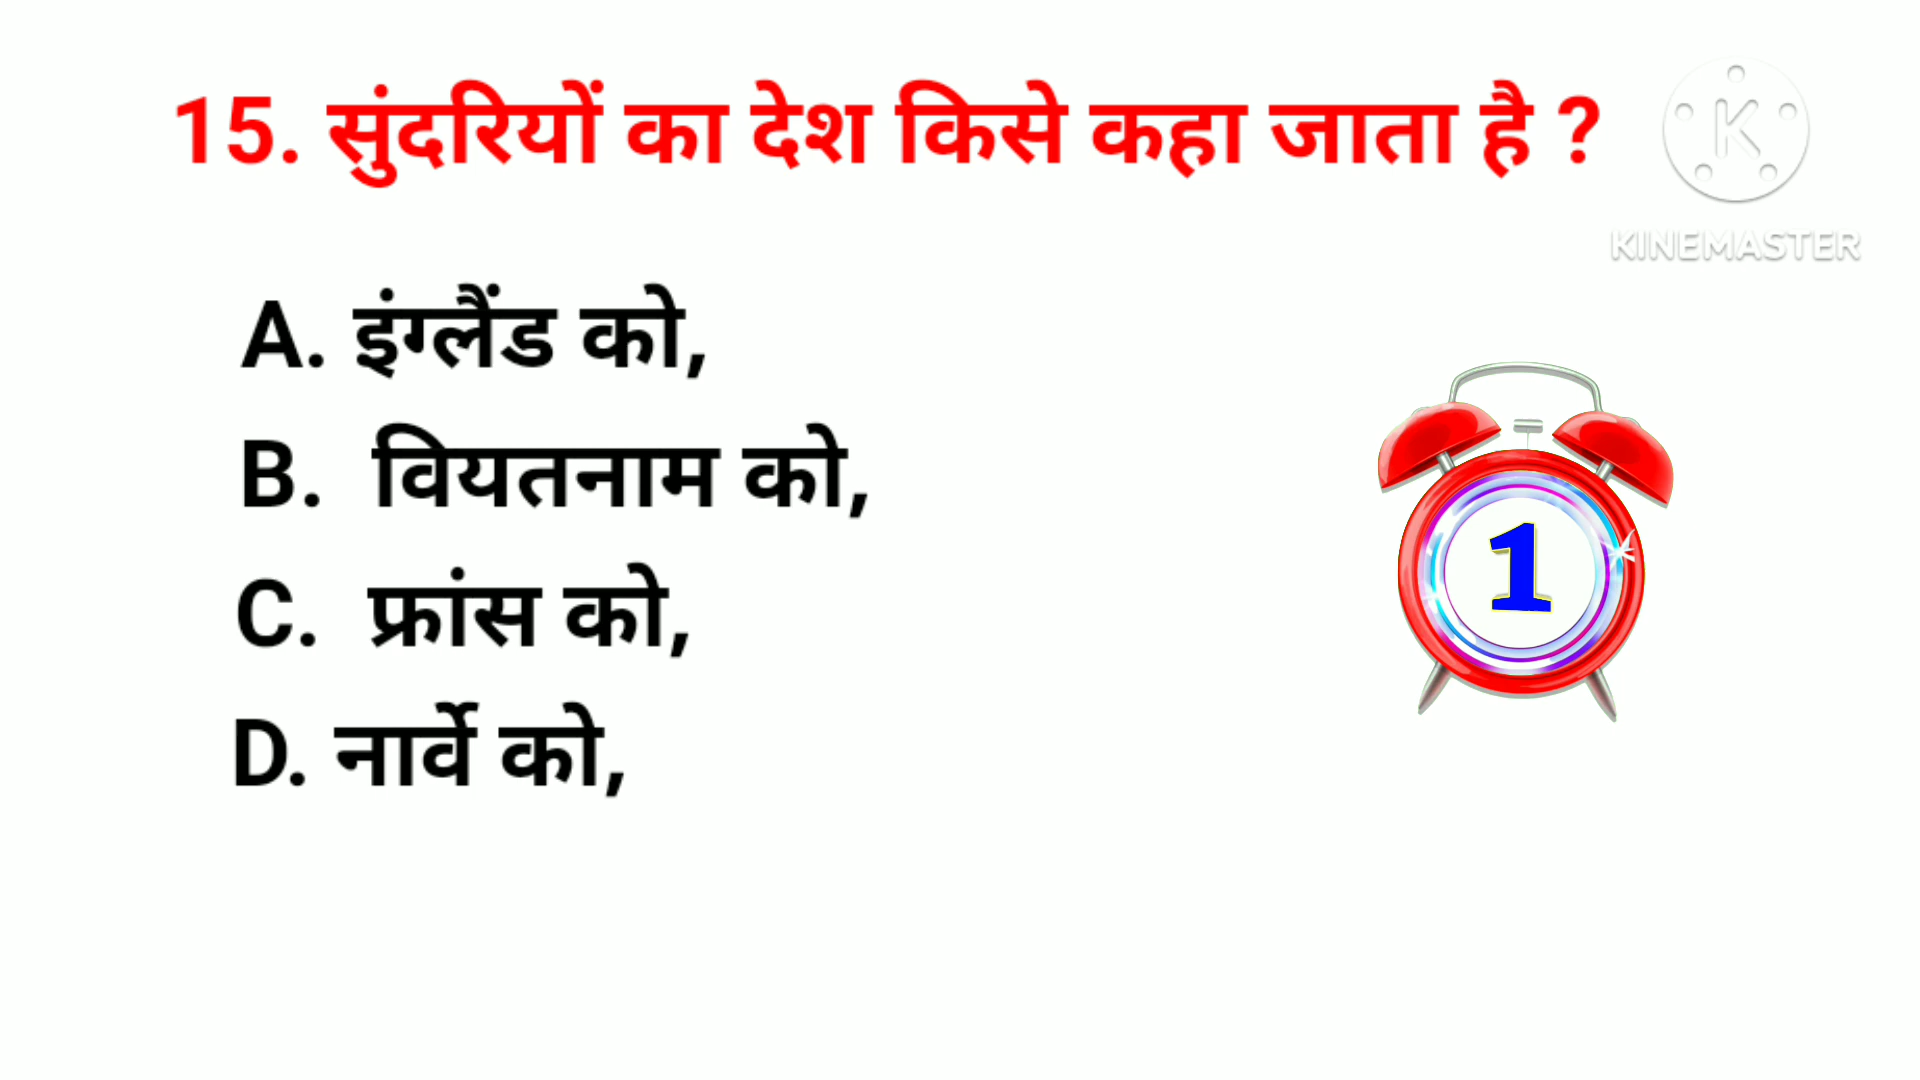 15. सुंदरियों का देश किसे कहा जाता है ?
K
KINEMASTER
A. इंग्लैंड को,
B. वियतनाम को,
C. फ्रांस को,
D. नार्वे को,
1